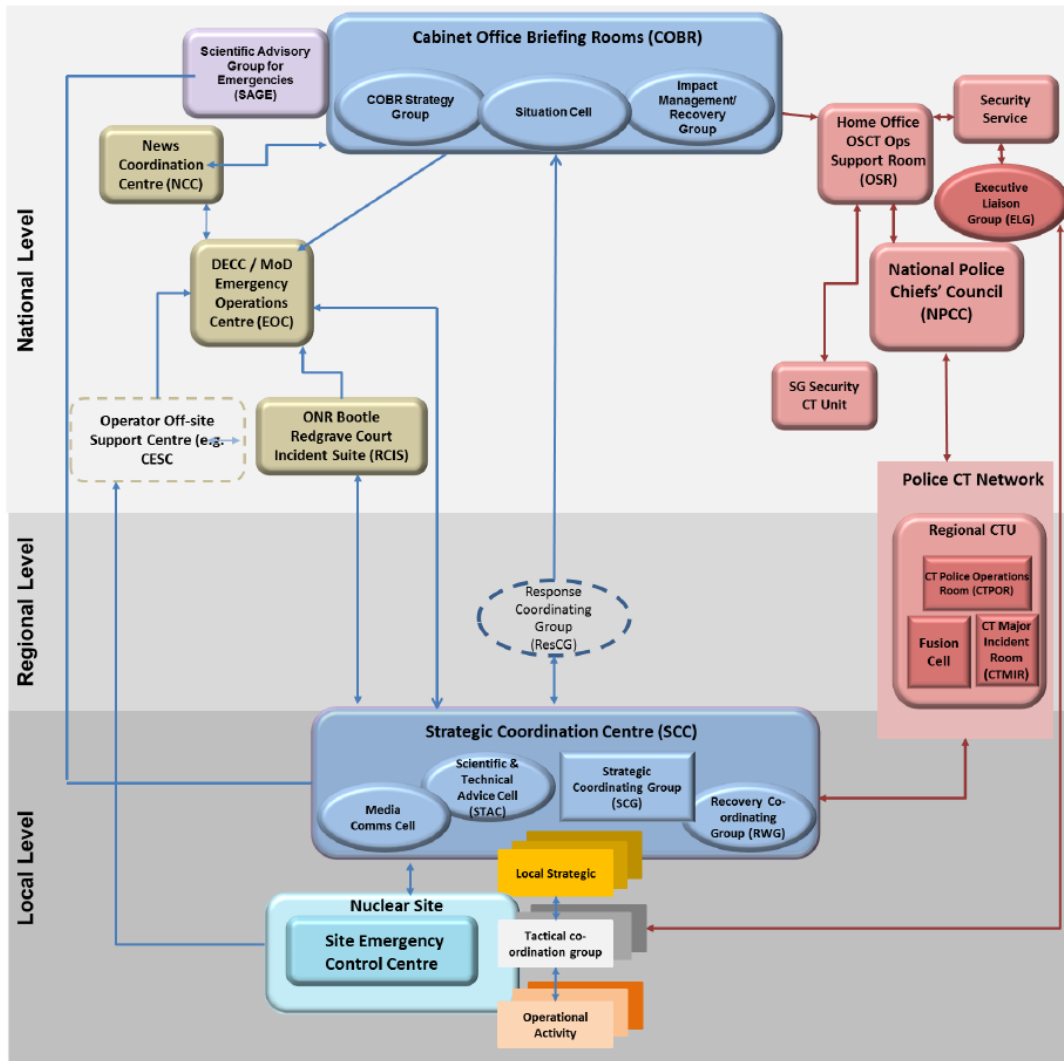 Cabinet Office Briefing Rooms (COBR)
Scientific Advisory
Group for
Emergencies
(SAGE)
COBR Strategy
Group
Situation Cell
Impact
Management/
Recovery
Group
Security
Service
Home Office
OSCT Ops
Support Room
(OSR)
News
Coordination
Centre (NCC)
Executive
Liaison
Group (ELG)
National Level
DECC / MoD
Emergency
Operations
Centre (EOC)
National Police
Chiefs’ Council
(NPCC)
SG Security
CT Unit
Operator Off-site
Support Centre (e.g.
CESC
ONR Bootle
Redgrave Court
Incident Suite (RCIS)
Police CT Network
Regional CTU
CT Police Operations
Room (CTPOR)
Fusion
Cell
CT Major
Incident
Room
(CTMIR)
Regional Level
Response
Coordinating
Group
(ResCG)
Strategic Coordination Centre (SCC)
Scientific &
Technical
Advice Cell
(STAC)
Strategic
Coordinating Group
(SCG)
Media
Comms Cell
Recovery Co-
ordinating
Group (RWG)
Local Level
Local Strategic
Nuclear Site
Site Emergency
Control Centre
Tactical co-
ordination group
Operational
Activity